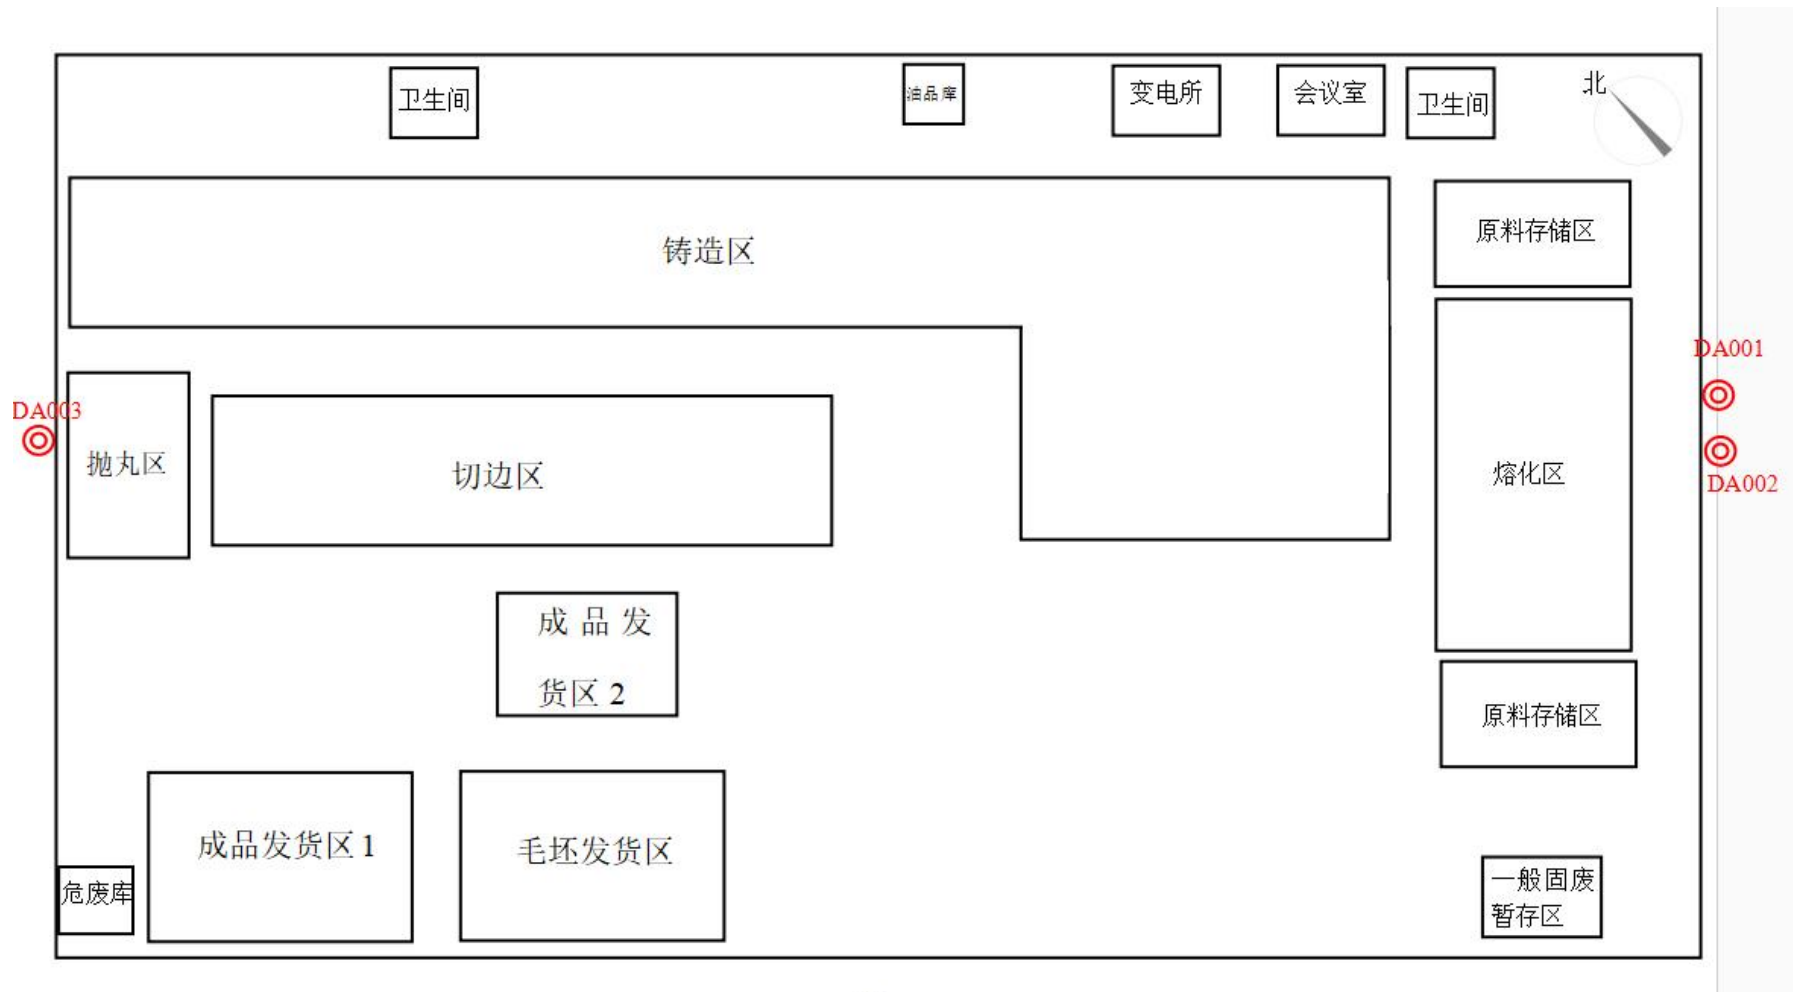 卫生间
油品库
变电所
会议室
卫生间
北
铸造区
原料存储区
DA001
DA003
抛丸区
切边区
熔化区
DA002
成品发
货区 2
原料存储区
成品发货区 1
毛坯发货区
危废库
一般固废
暂存区